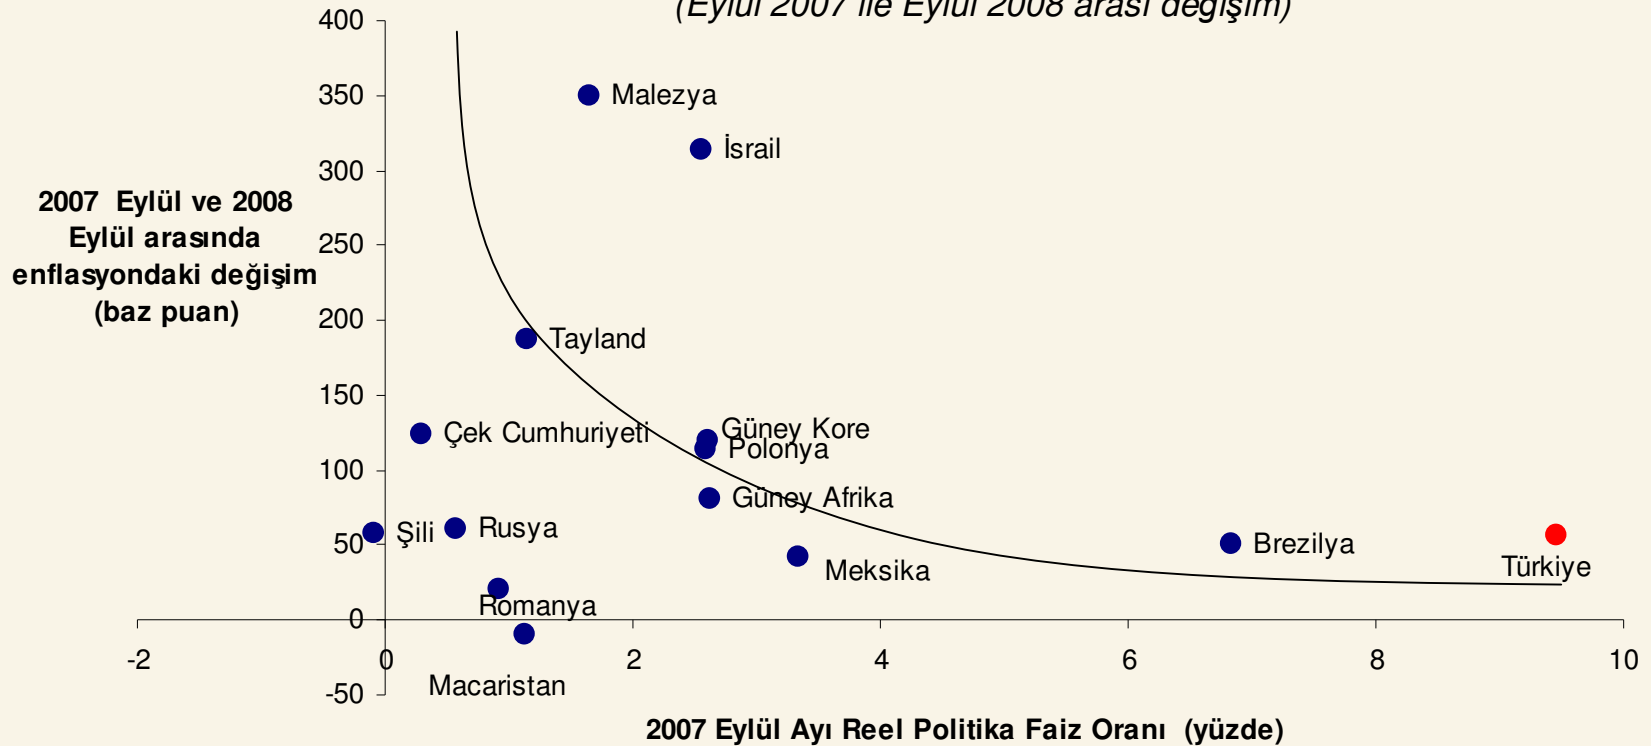 (Eylül 2007 ile Eylül 2008 arası değişim)
400
350
300
250
200
150
100
50
0
-50
2007 Eylül ve 2008
Eylül arasında
enflasyondaki değişim
(baz puan)
Malezya
İsrail
Tayland
Çek Cumhuriyeti
Güney Kore
Polonya
Güney Afrika
Şili
Rusya
Brezilya
Türkiye
Meksika
Romanya
Macaristan
-2
0
2
4
6
8
10
2007 Eylül Ayı Reel Politika Faiz Oranı (yüzde)